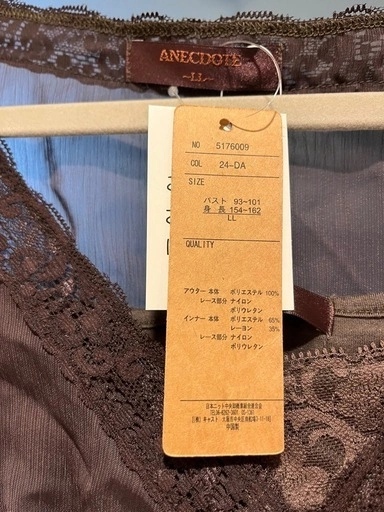 ANECDOTE
NO 5176009
COL 24-DA
SIZE
バスト 93~101
身 長 154~162
LL
QUALITY
アウター 本体 ポリエステル 100%
レース部分 ナイロン
ポリウレタン
インナー 本体 ポリエステル 65%
レーヨン 35%
レース部分 ナイロン
ポリウレタン
中国製